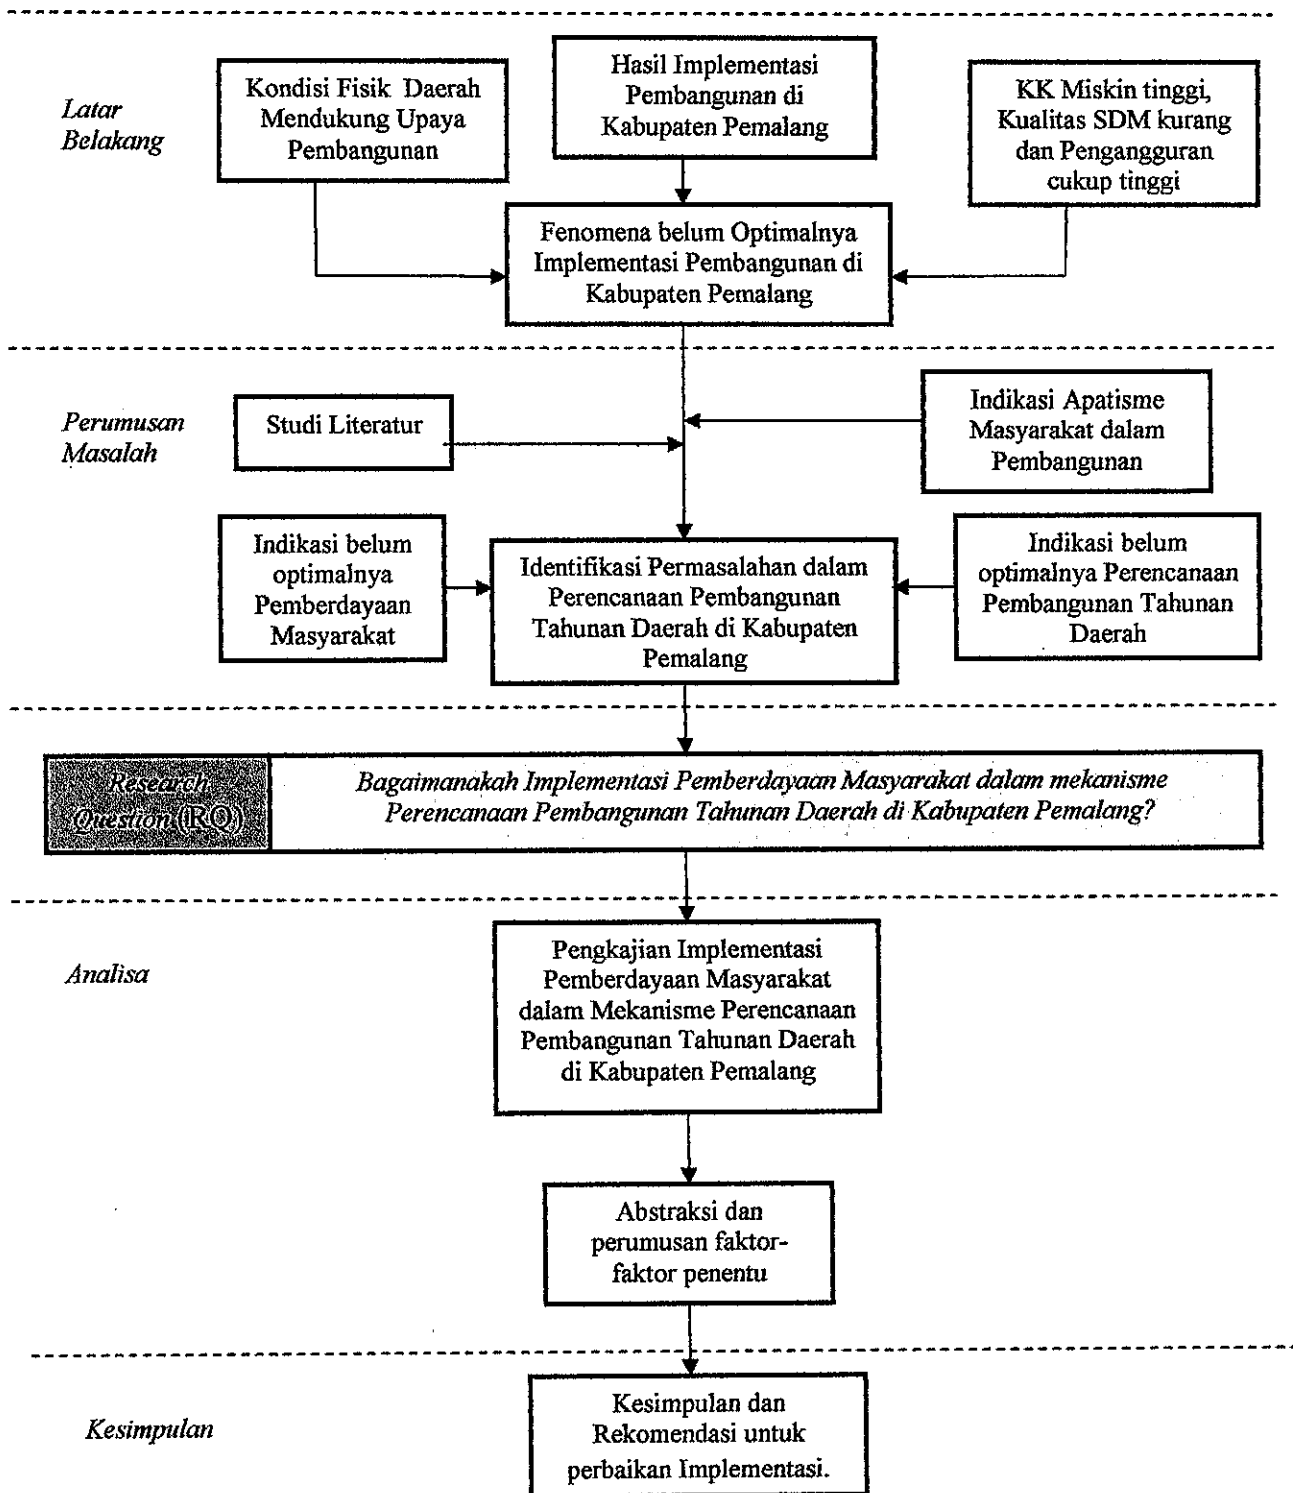 Latar
Belakang
Kondisi Fisik Daerah
Mendukung Upaya
Pembangunan
Hasil Implementasi
Pembangunan di
Kabupaten Pemalang
KK Miskin tinggi,
Kualitas SDM kurang
dan Pengangguran
cukup tinggi
Fenomena belum Optimalnya
Implementasi Pembangunan di
Kabupaten Pemalang
Perumusan
Masalah
Studi Literatur
Indikasi Apatisme
Masyarakat dalam
Pembangunan
Indikasi belum
optimalnya
Pemberdayaan
Masyarakat
Identifikasi Permasalahan dalam
Perencanaan Pembangunan
Tahunan Daerah di Kabupaten
Pemalang
Indikasi belum
optimalnya Perencanaan
Pembangunan Tahunan
Daerah
Research
Question (RQ)
Bagaimanakah Implementasi Pemberdayaan Masyarakat dalam mekanisme
Perencanaan Pembangunan Tahunan Daerah di Kabupaten Pemalang?
Analisa
Pengkajian Implementasi
Pemberdayaan Masyarakat
dalam Mekanisme Perencanaan
Pembangunan Tahunan Daerah
di Kabupaten Pemalang
Abstraksi dan
perumusan faktor-
faktor penentu
Kesimpulan
Kesimpulan dan
Rekomendasi untuk
perbaikan Implementasi.